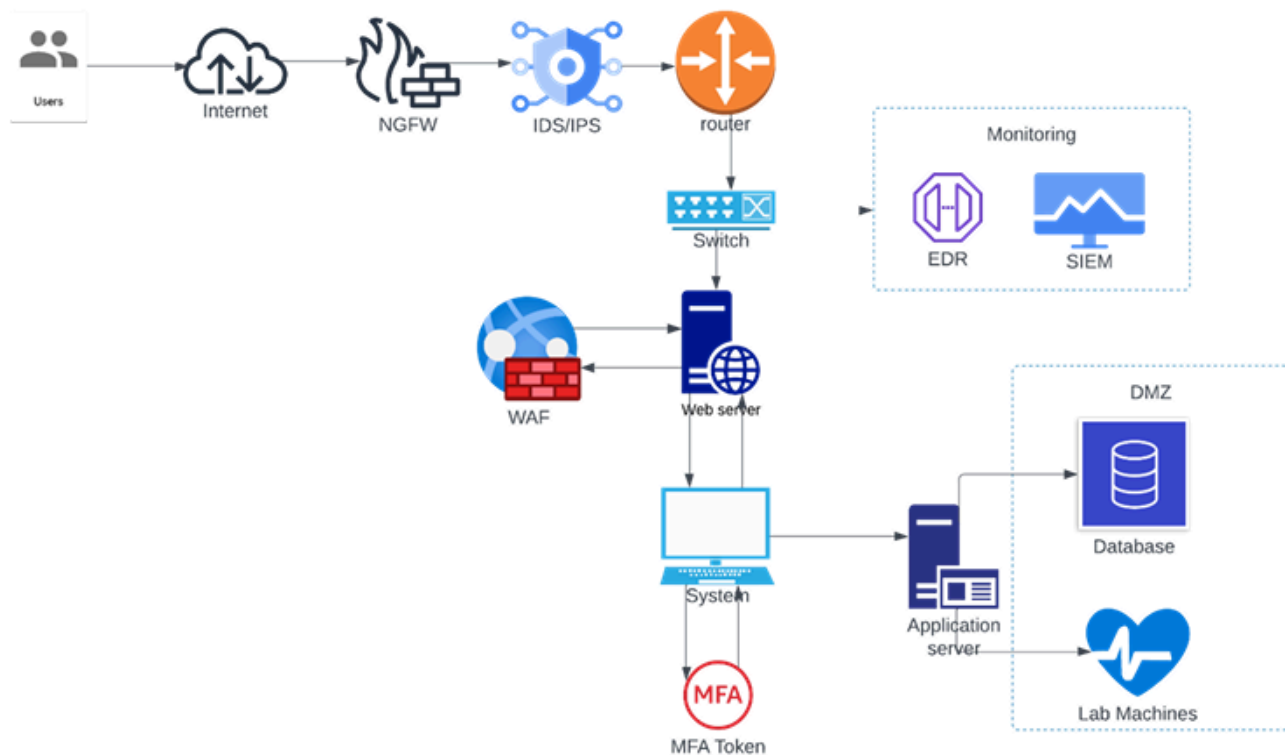 Users
Internet
NGFW
IDS/IPS
router
Monitoring
EDR
SIEM
Switch
WAF
Web server
DMZ
Database
System
Application
server
Lab Machines
MFA
MFA Token